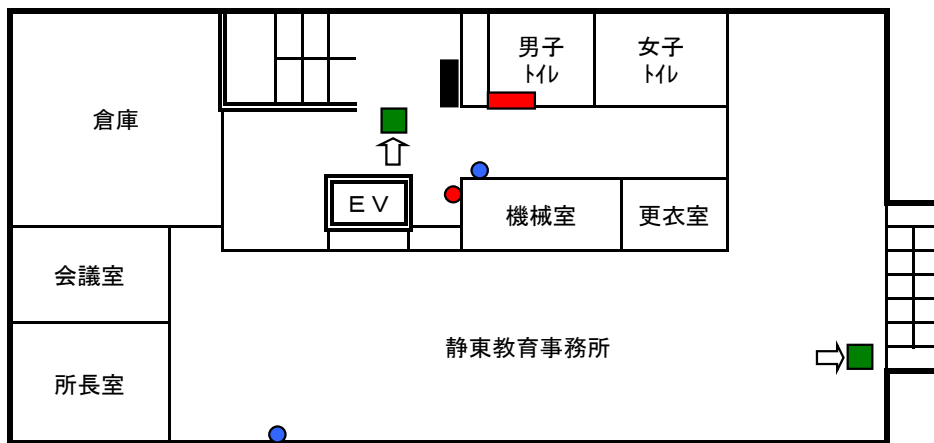 男子
ﾄｲﾚ
女子
ﾄｲﾚ
倉庫
ＥＶ
機械室
更衣室
会議室
静東教育事務所
所長室